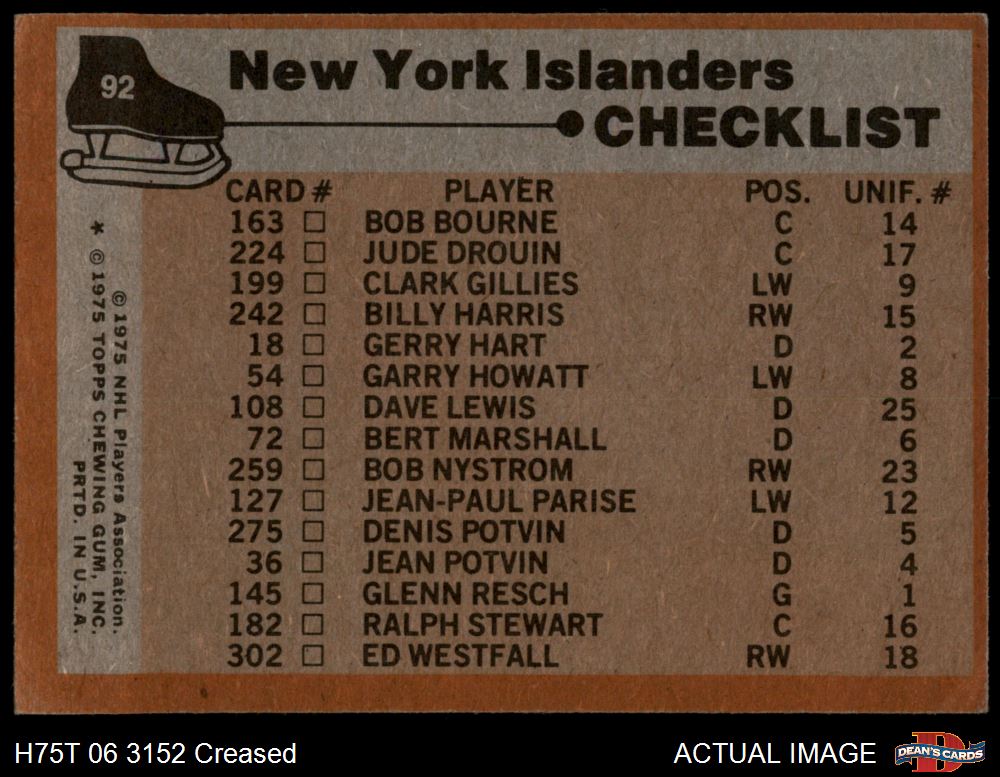 92
New York Islanders
CHECKLIST
CARD # PLAYER POS. UNIF. #
163 □ BOB BOURNE C 14
224 □ JUDE DROUIN C 17
199 □ CLARK GILLIES LW 9
242 □ BILLY HARRIS RW 15
18 □ GERRY HART D 2
54 □ GARRY HOWATT LW 8
108 □ DAVE LEWIS D 25
72 □ BERT MARSHALL D 6
259 □ BOB NYSTROM RW 23
127 □ JEAN-PAUL PARISE LW 12
275 □ DENIS POTVIN D 5
36 □ JEAN POTVIN D 4
145 □ GLENN RESCH G 1
182 □ RALPH STEWART C 16
302 □ ED WESTFALL RW 18
© 1975 NHL Players Association.
* © 1975 TOPPS CHEWING GUM, INC.
PRTD. IN U.S.A.
H75T 06 3152 Creased
ACTUAL IMAGE
DEAN'S CARDS